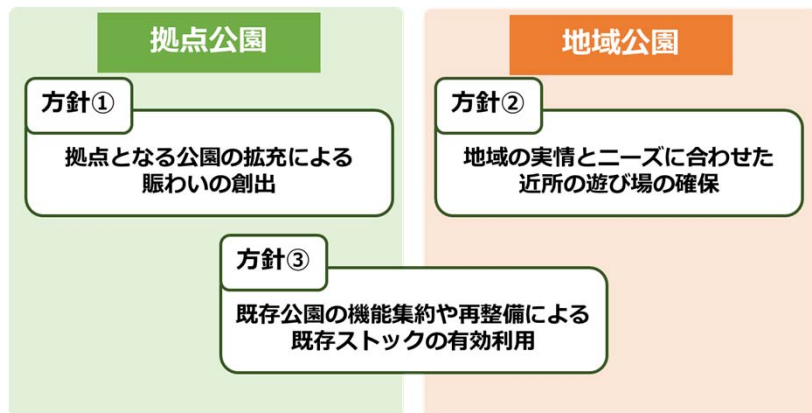 拠点公園
地域公園
方針①
拠点となる公園の拡充による
賑わいの創出
方針②
地域の実情とニーズに合わせた
近所の遊び場の確保
方針③
既存公園の機能集約や再整備による
既存ストックの有効利用